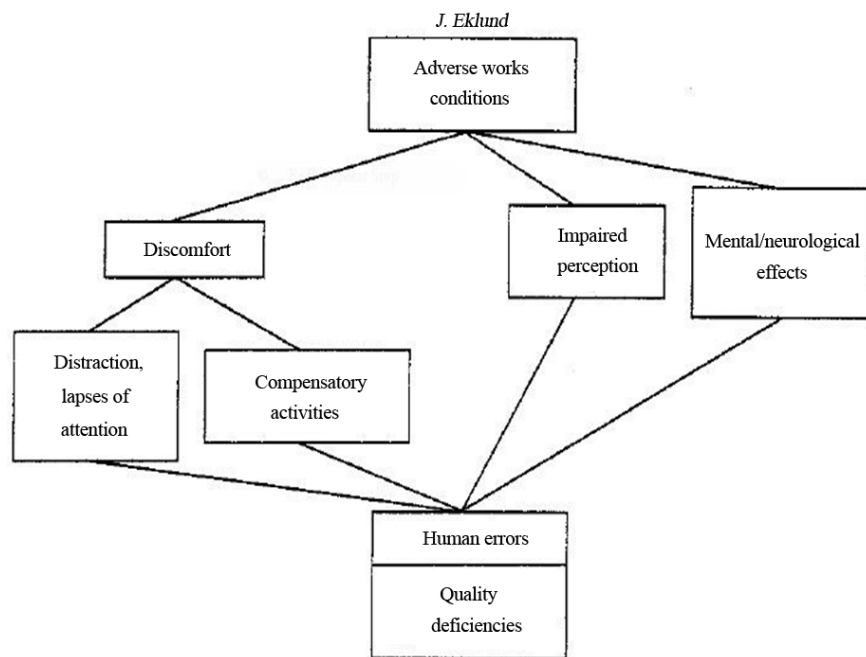 J. Eklund
Adverse works
conditions
Discomfort
Impaired
perception
Mental/neurological
effects
Distraction,
lapses of
attention
Compensatory
activities
Human errors
Quality
deficiencies